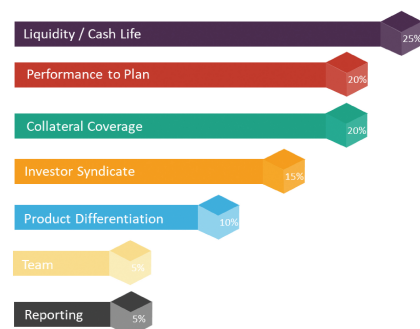 Liquidity / Cash Life
25%
Performance to Plan
20%
Collateral Coverage
20%
Investor Syndicate
15%
Product Differentiation
10%
Team
5%
Reporting
5%